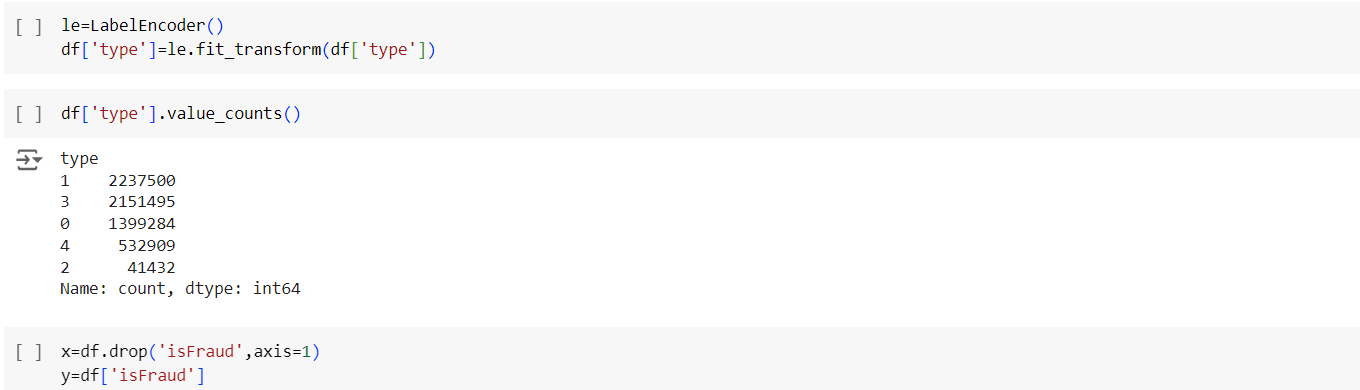 [ ] le=LabelEncoder()
df['type']=le.fit_transform(df['type'])
[ ] df['type'].value_counts()
type
1    2237500
3    2151495
0    1399284
4     532909
2      41432
Name: count, dtype: int64
[ ] x=df.drop('isFraud',axis=1)
y=df['isFraud']